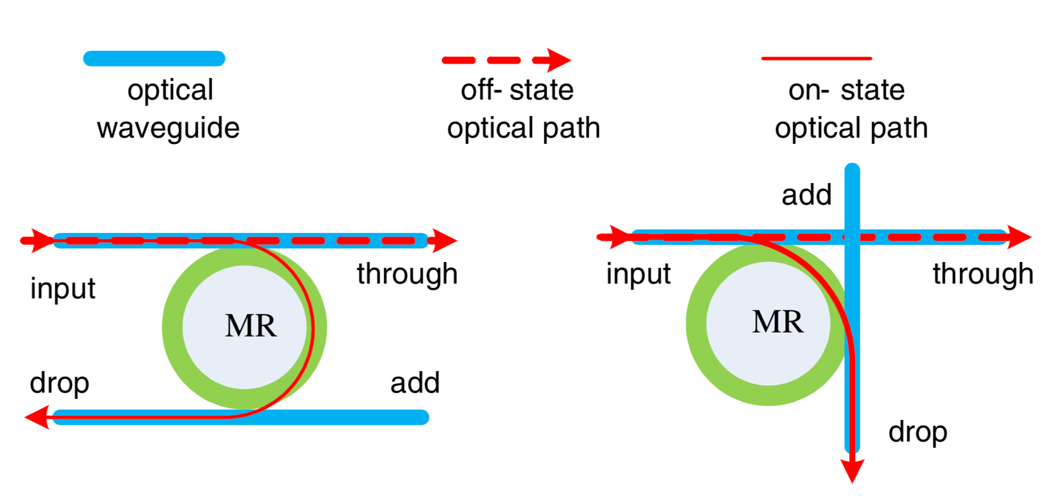 optical
waveguide
off- state
optical path
on- state
optical path
input
through
MR
drop
add
add
input
through
MR
drop